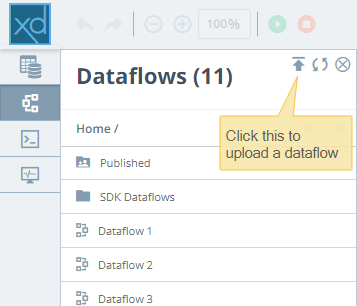 xd
100%
Dataflows (11)
Click this to
upload a dataflow
Home /
Published
SDK Dataflows
Dataflow 1
Dataflow 2
Dataflow 3